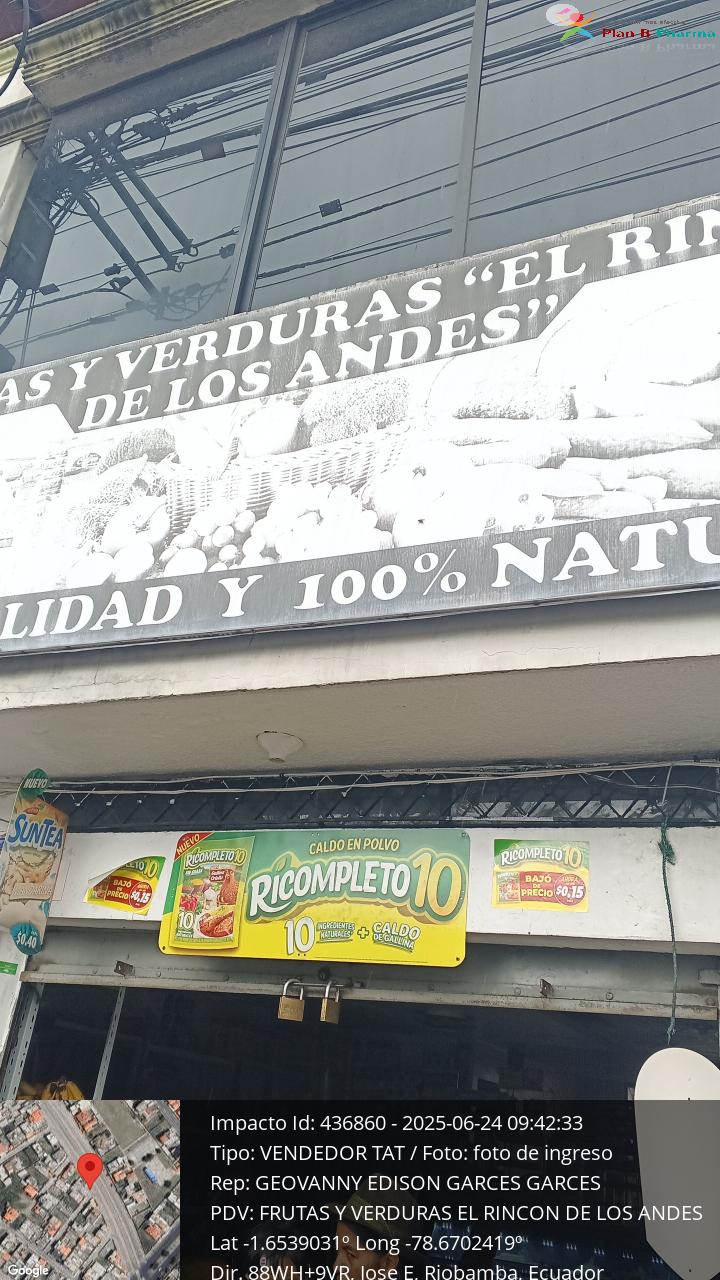 Plan B Pharma
AS Y VERDURAS “EL RIN
DE LOS ANDES”
LIDAD Y 100% NATU
NUEVO
SUNTEA
$0,40
RICOMPLETO 10
BAJÓ
DE
PRECIO
$0,15
NUEVO
RICOMPLETO 10
10
CALDO EN POLVO
RICOMPLETO 10
10 INGREDIENTES
NATURALES + CALDO
DE GALLINA
RICOMPLETO 10
BAJÓ
DE
PRECIO
AHORA
$0,15
Google
Impacto Id: 436860 - 2025-06-24 09:42:33
Tipo: VENDEDOR TAT / Foto: foto de ingreso
Rep: GEOVANNY EDISON GARCES GARCES
PDV: FRUTAS Y VERDURAS EL RINCON DE LOS ANDES
Lat -1.6539031º Long -78.6702419º
Dir. 88WH+9VR, Jose E, Riobamba, Ecuador